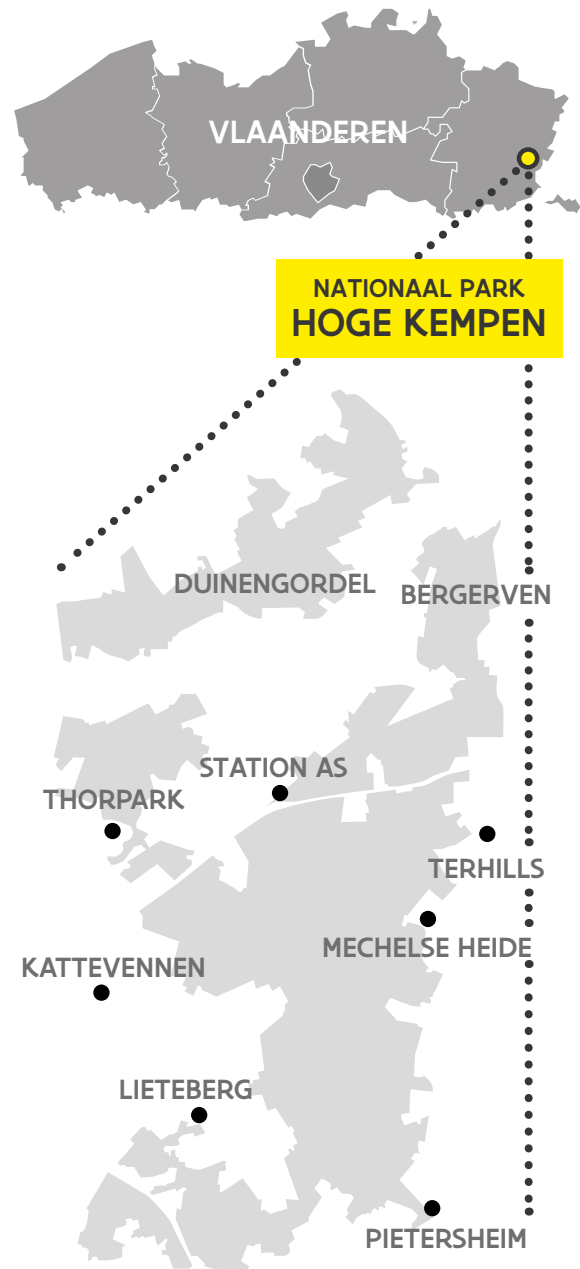 VLAANDEREN
NATIONAAL PARK
HOGE KEMPEN
DUINENGORDEL
BERGERVEN
STATION AS
THORPARK
TERHILLS
MECHELSE HEIDE
KATTEVENNEN
LIETEBERG
PIETERSHEIM